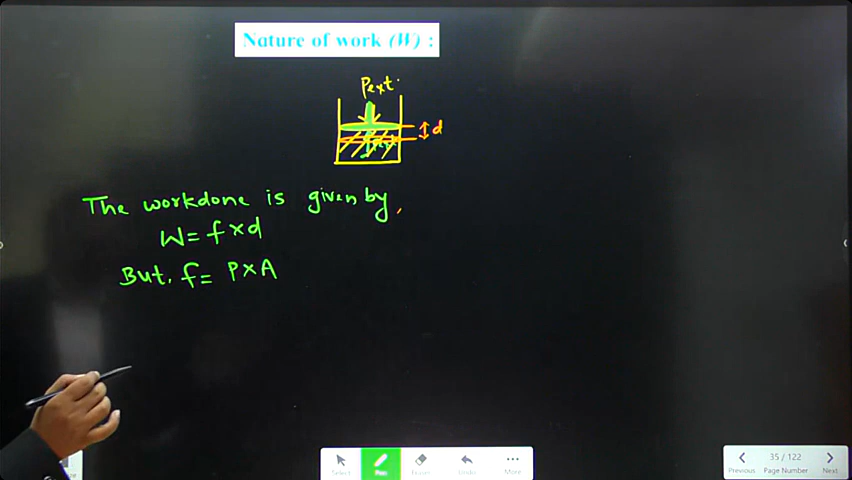 Nature of work (W) :
Pext.
d
The workdone is given by,
W = f×d
But, f = P×A
Select
Pen
Eraser
Undo
More
35 / 122
Previous
Page Number
Next